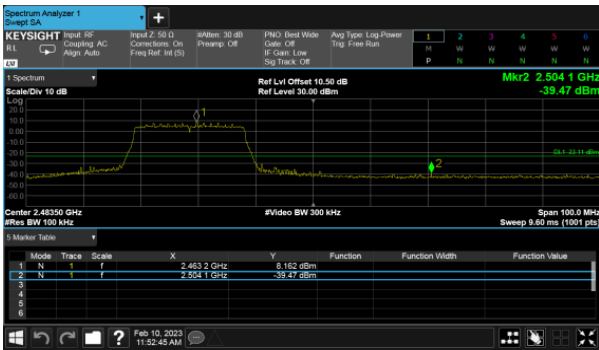 Spectrum Analyzer 1
Swept SA
+
KEYSIGHT Input: RF Input Z: 50 Ω #Atten: 30 dB PNO: Best Wide Avg Type: Log-Power 1 2 3 4 5 6
RL Coupling: AC Corrections: On Preamp: Off Gate: Off Trig: Free Run M W W W W W
Align: Auto Freq Ref: Int (S) IF Gain: Low P N N N N N
LXI Sig Track: Off
1 Spectrum Ref Lvl Offset 10.50 dB Mkr2 2.504 1 GHz
Scale/Div 10 dB Ref Level 30.00 dBm -39.47 dBm
Log
20.0
10.0
0.00
-10.0
-20.0
-30.0
-40.0
-50.0
-60.0
1
2
DL1 -23.11 dBm
Center 2.48350 GHz #Video BW 300 kHz Span 100.0 MHz
#Res BW 100 kHz Sweep 9.60 ms (1001 pts)
5 Marker Table
Mode Trace Scale X Y Function Function Width Function Value
1 N 1 f 2.463 2 GHz 8.162 dBm
2 N 1 f 2.504 1 GHz -39.47 dBm
3
4
5
6
? Feb 10, 2023
11:52:45 AM